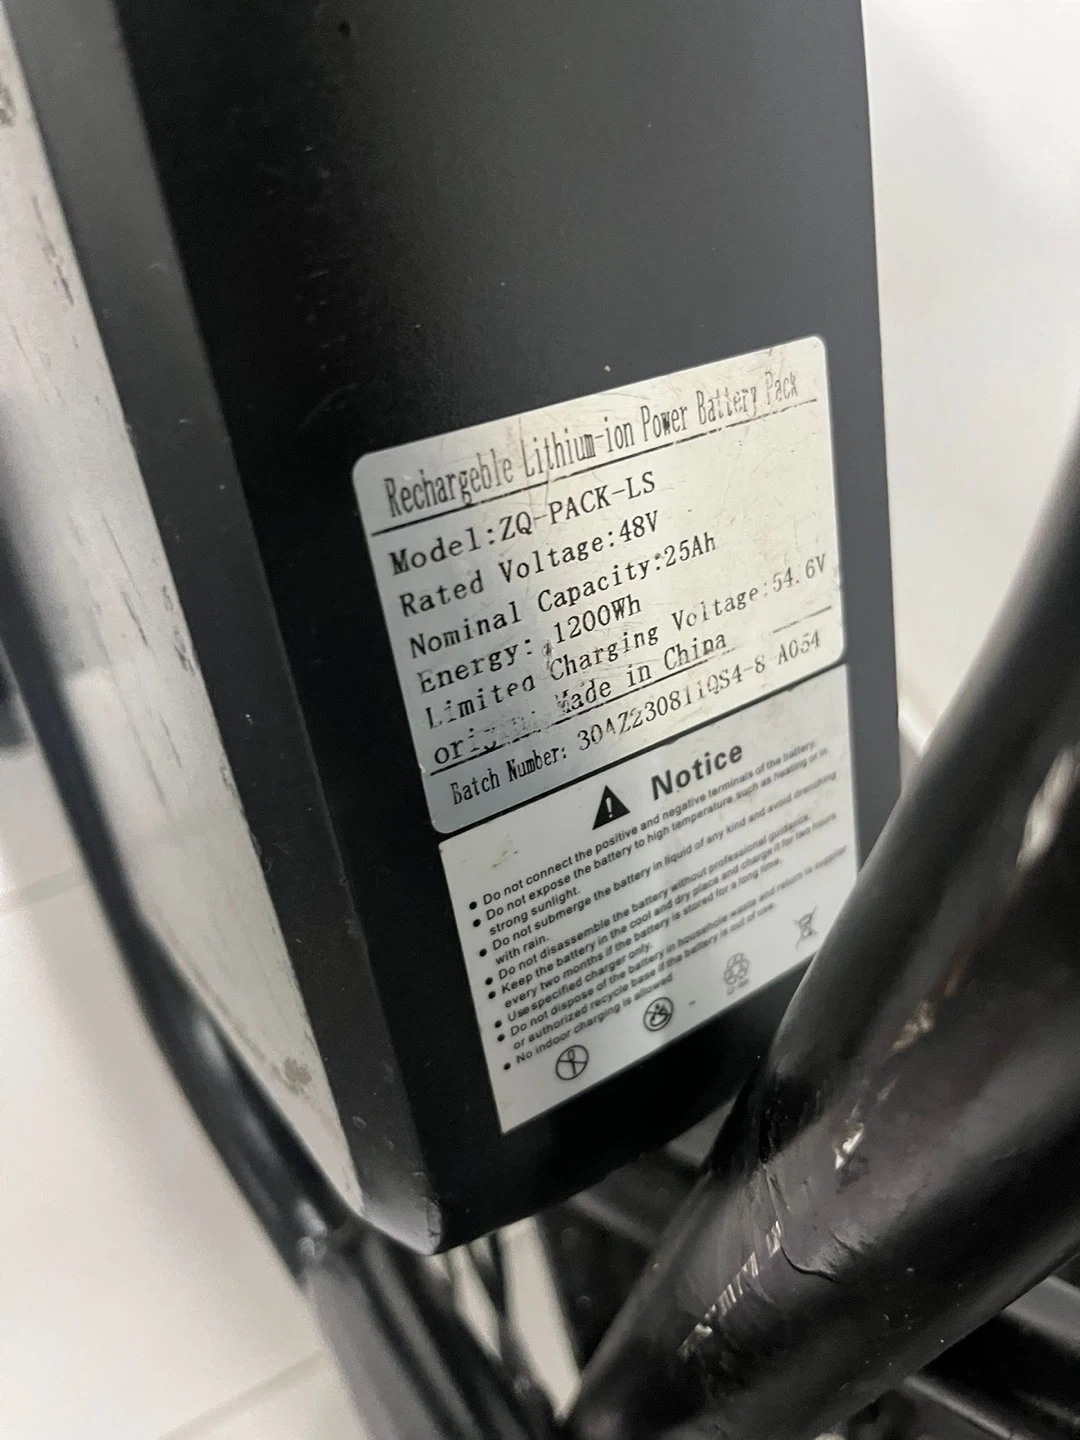 Rechargeble Lithium-ion Power Battery Pack
Model:ZQ-PACK-LS
Rated Voltage:48V
Nominal Capacity:25Ah
Energy: 1200Wh
Limited Charging Voltage:54.6V
Made in China
Batch Number: 30AZ230811QS4-8 A054
Notice
• Do not connect the positive and negative terminals of the battery.
• Do not expose the battery to high temperature, such as heating or in
strong sunlight.
• Do not submerge the battery in liquid of any kind and avoid drenching
with rain.
• Do not disassemble the battery without professional guidance.
• Keep the battery in the cool and dry place and charge it for two hours
every two months if the battery is stored for a long time.
• Use specified charger only.
• Do not dispose of the battery in household waste and return is supplier
or authorized recycle base if the battery is out of use.
• No indoor charging is allowed